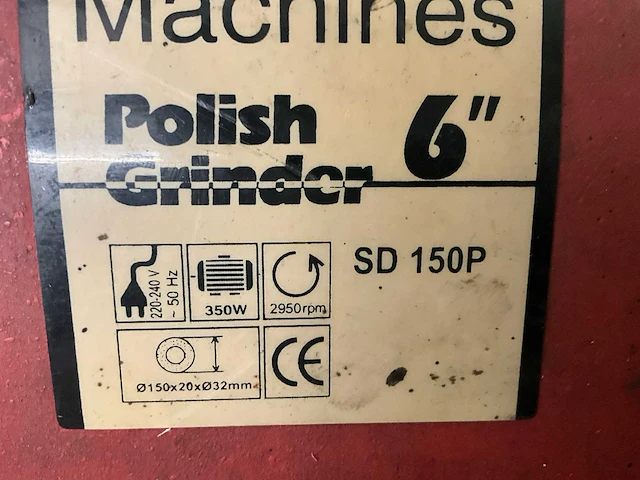 Machines
Polish
Grinder
6"
SD 150P
220-240 V
~ 50 Hz
350W
2950rpm
Ø150x20xØ32mm
CE